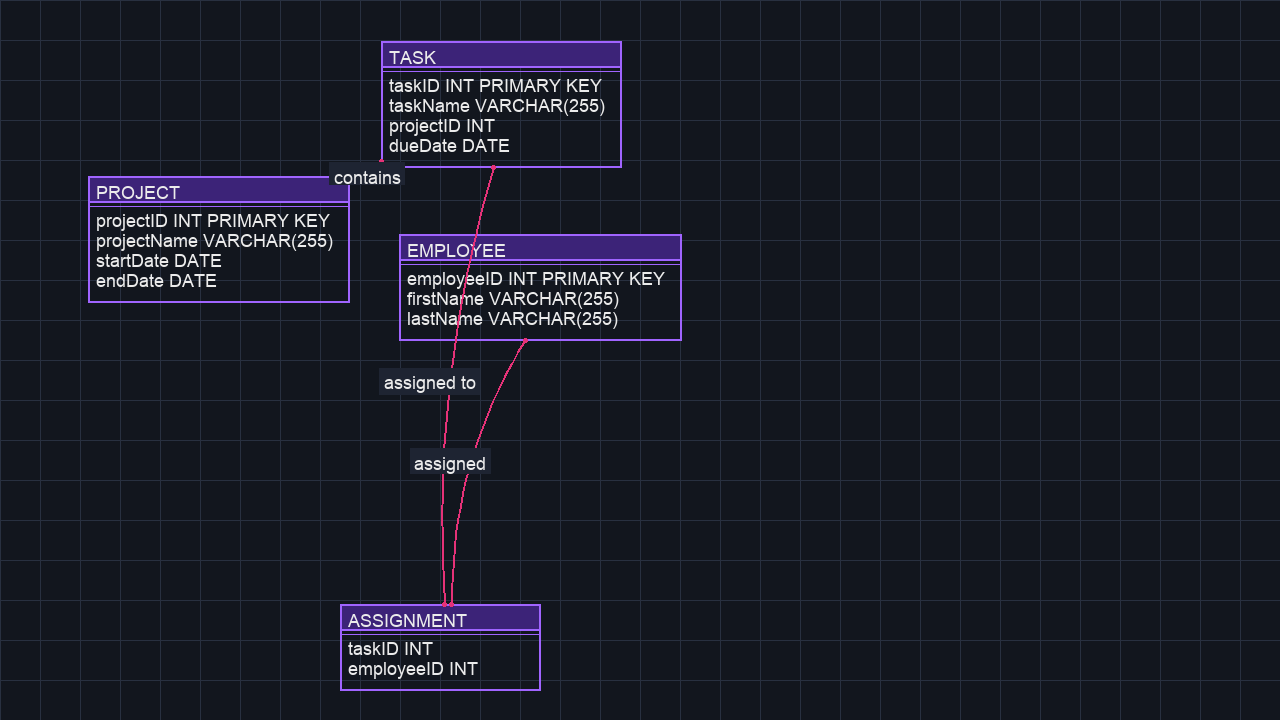 TASK
taskID INT PRIMARY KEY
taskName VARCHAR(255)
projectID INT
dueDate DATE
contains
PROJECT
projectID INT PRIMARY KEY
projectName VARCHAR(255)
startDate DATE
endDate DATE
EMPLOYEE
employeeID INT PRIMARY KEY
firstName VARCHAR(255)
lastName VARCHAR(255)
assigned to
assigned
ASSIGNMENT
taskID INT
employeeID INT